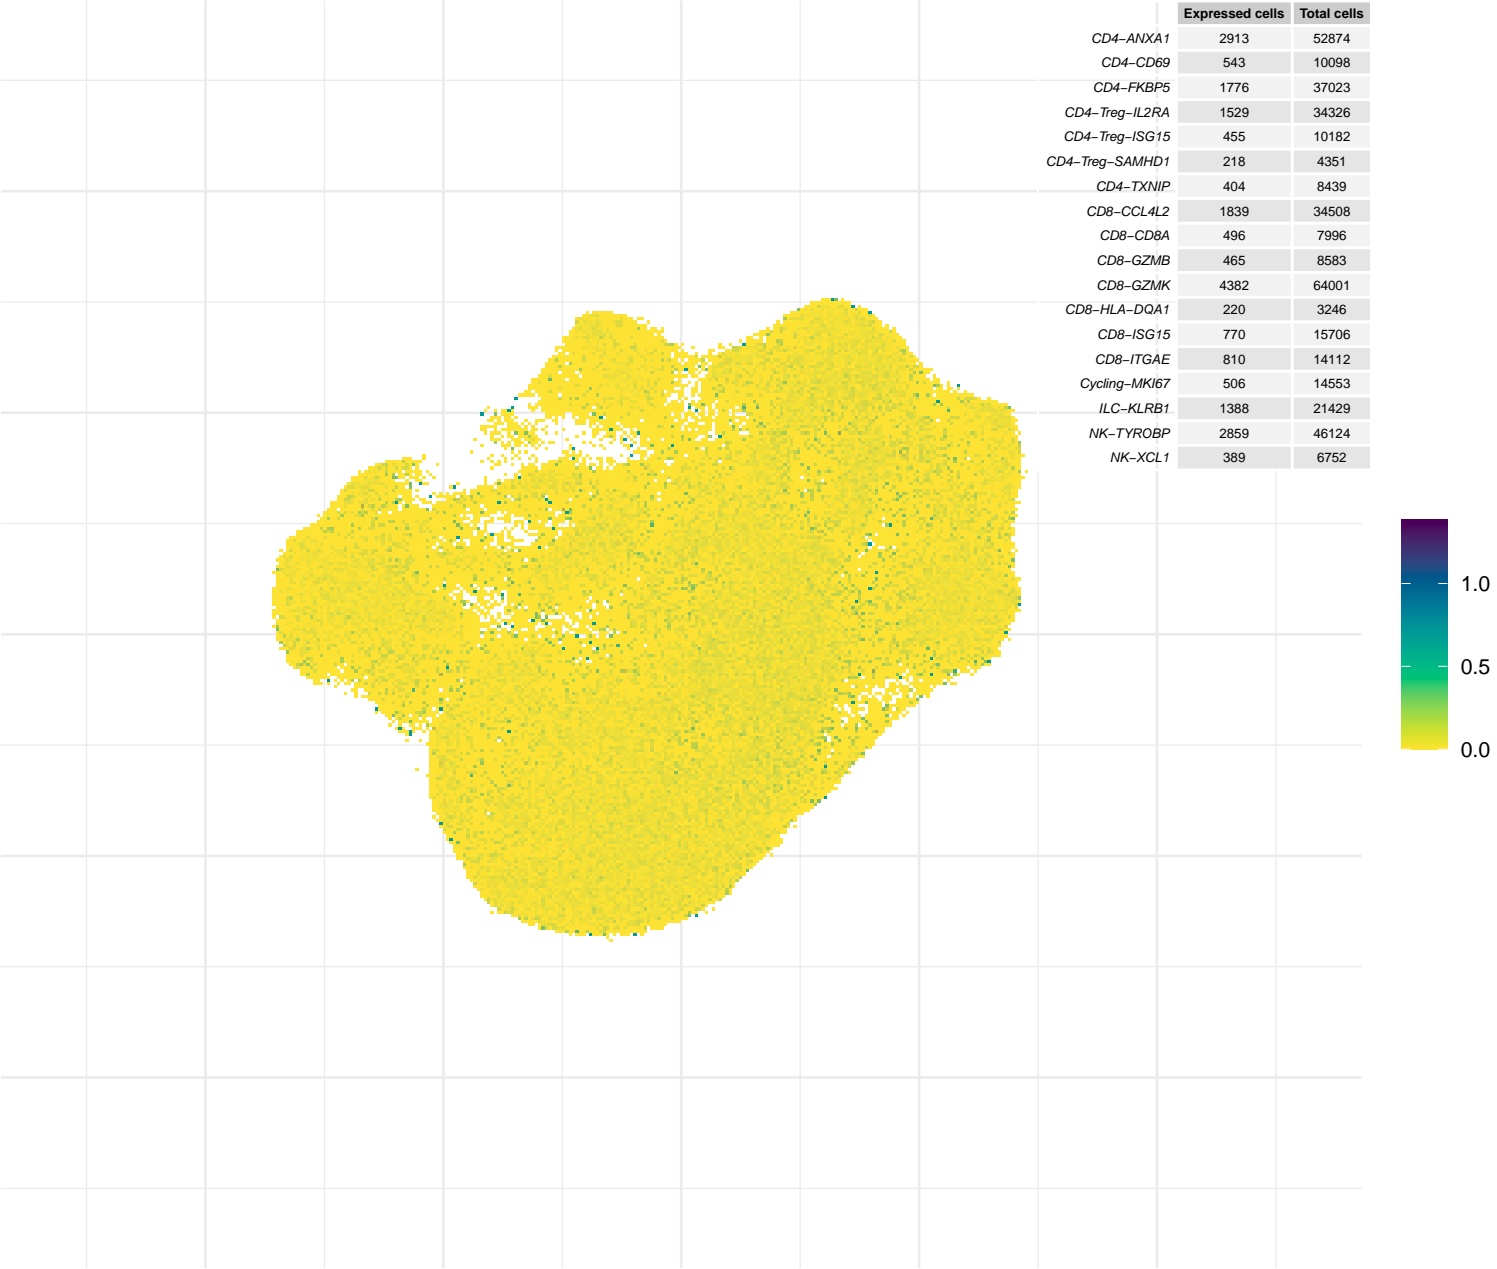 Expressed cells Total cells
CD4−ANXA1 2913 52874
CD4−CD69 543 10098
CD4−FKBP5 1776 37023
CD4−Treg−IL2RA 1529 34326
CD4−Treg−ISG15 455 10182
CD4−Treg−SAMHD1 218 4351
CD4−TXNIP 404 8439
CD8−CCL4L2 1839 34508
CD8−CD8A 496 7996
CD8−GZMB 465 8583
CD8−GZMK 4382 64001
CD8−HLA−DQA1 220 3246
CD8−ISG15 770 15706
CD8−ITGAE 810 14112
Cycling−MKI67 506 14553
ILC−KLRB1 1388 21429
NK−TYROBP 2859 46124
NK−XCL1 389 6752
1.0
0.5
0.0